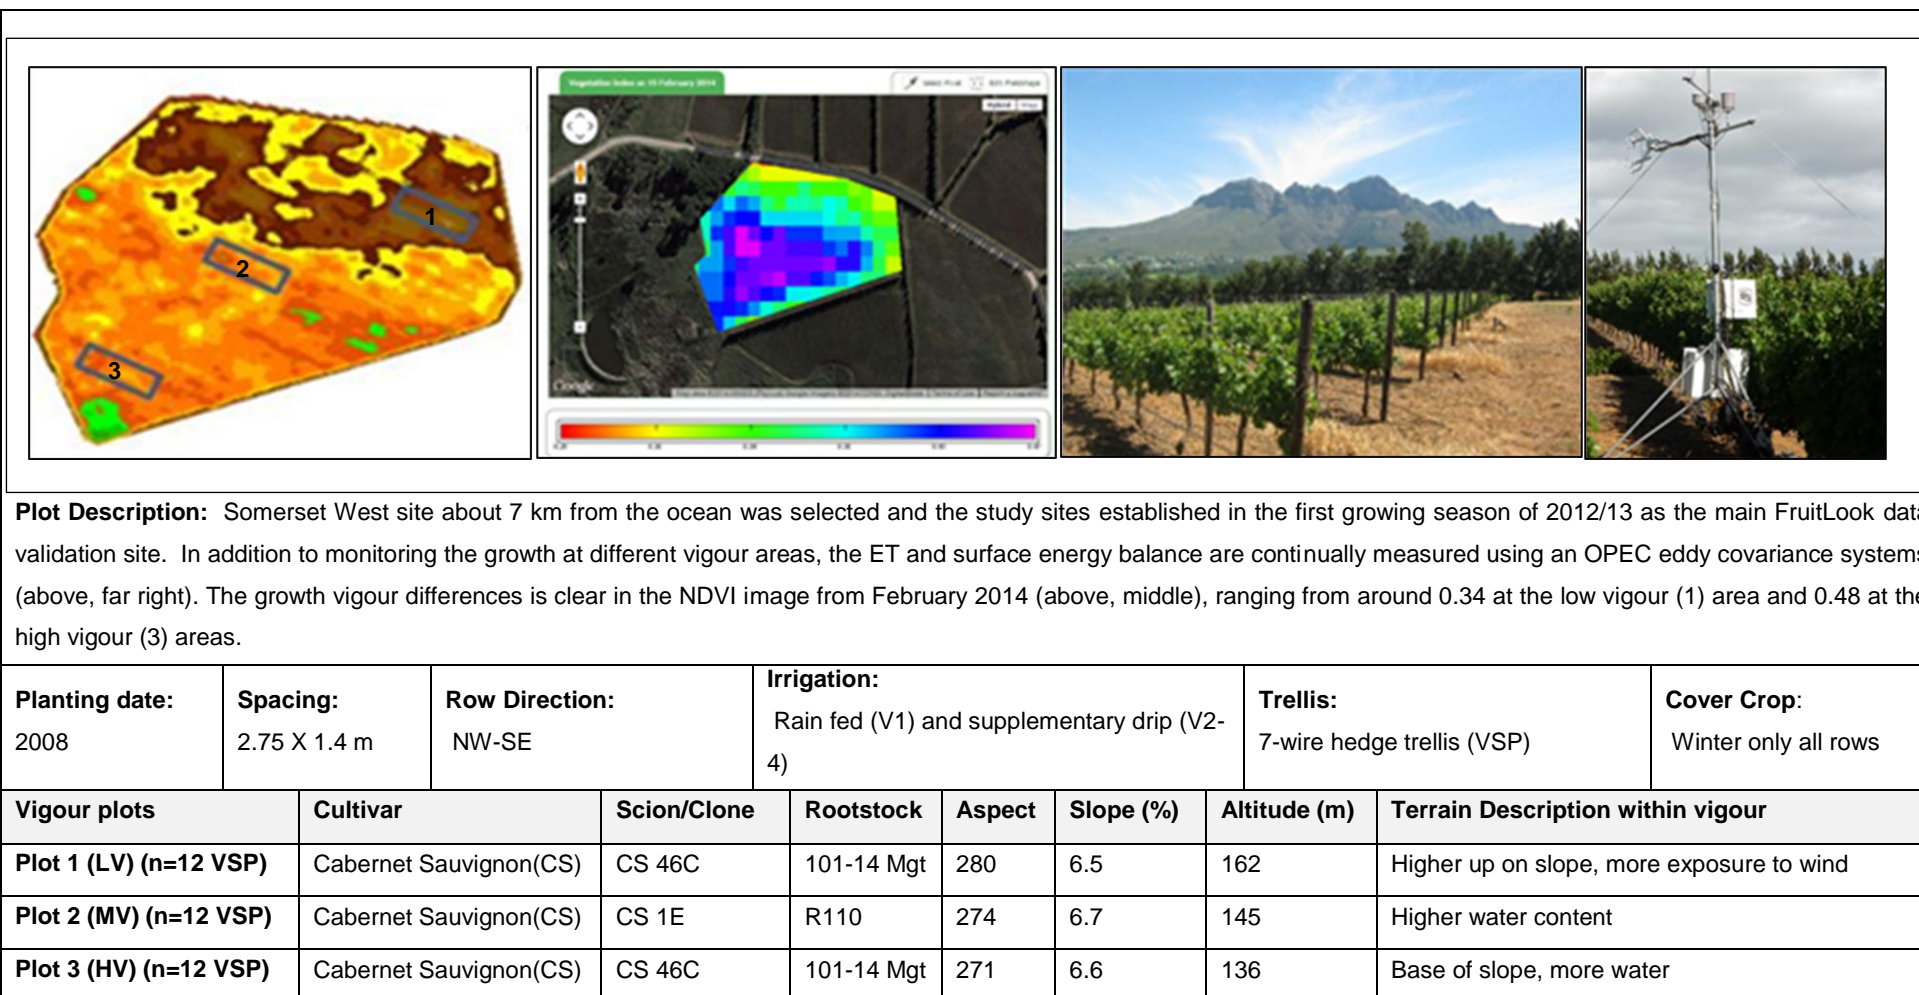 1
2
3
Vegetation Index at 15 February 2014
Google
Plot Description: Somerset West site about 7 km from the ocean was selected and the study sites established in the first growing season of 2012/13 as the main FruitLook data
validation site. In addition to monitoring the growth at different vigour areas, the ET and surface energy balance are continually measured using an OPEC eddy covariance systems
(above, far right). The growth vigour differences is clear in the NDVI image from February 2014 (above, middle), ranging from around 0.34 at the low vigour (1) area and 0.48 at the
high vigour (3) areas.
Planting date: Spacing: Row Direction: Irrigation: Trellis: Cover Crop:
2008 2.75 X 1.4 m NW-SE Rain fed (V1) and supplementary drip (V2- 7-wire hedge trellis (VSP) Winter only all rows
4)
Vigour plots Cultivar Scion/Clone Rootstock Aspect Slope (%) Altitude (m) Terrain Description within vigour
Plot 1 (LV) (n=12 VSP) Cabernet Sauvignon(CS) CS 46C 101-14 Mgt 280 6.5 162 Higher up on slope, more exposure to wind
Plot 2 (MV) (n=12 VSP) Cabernet Sauvignon(CS) CS 1E R110 274 6.7 145 Higher water content
Plot 3 (HV) (n=12 VSP) Cabernet Sauvignon(CS) CS 46C 101-14 Mgt 271 6.6 136 Base of slope, more water